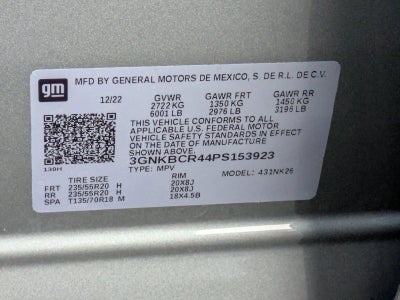 gm
MFD BY GENERAL MOTORS DE MEXICO, S. DE R.L. DE C.V.
12/22 GVWR GAWR FRT GAWR RR
2722 KG 1350 KG 1450 KG
6001 LB 2976 LB 3196 LB
THIS VEHICLE CONFORMS TO ALL
APPLICABLE U.S. FEDERAL MOTOR
VEHICLE SAFETY STANDARDS IN EFFECT
ON THE DATE OF MANUFACTURE
3GNKBCR44PS153923
139H TYPE: MPV MODEL: 431NK26
TIRE SIZE RIM
FRT 235/55R20 H 20X8J
RR 235/55R20 H 20X8J
SPA T135/70R18 M 18X4.5B